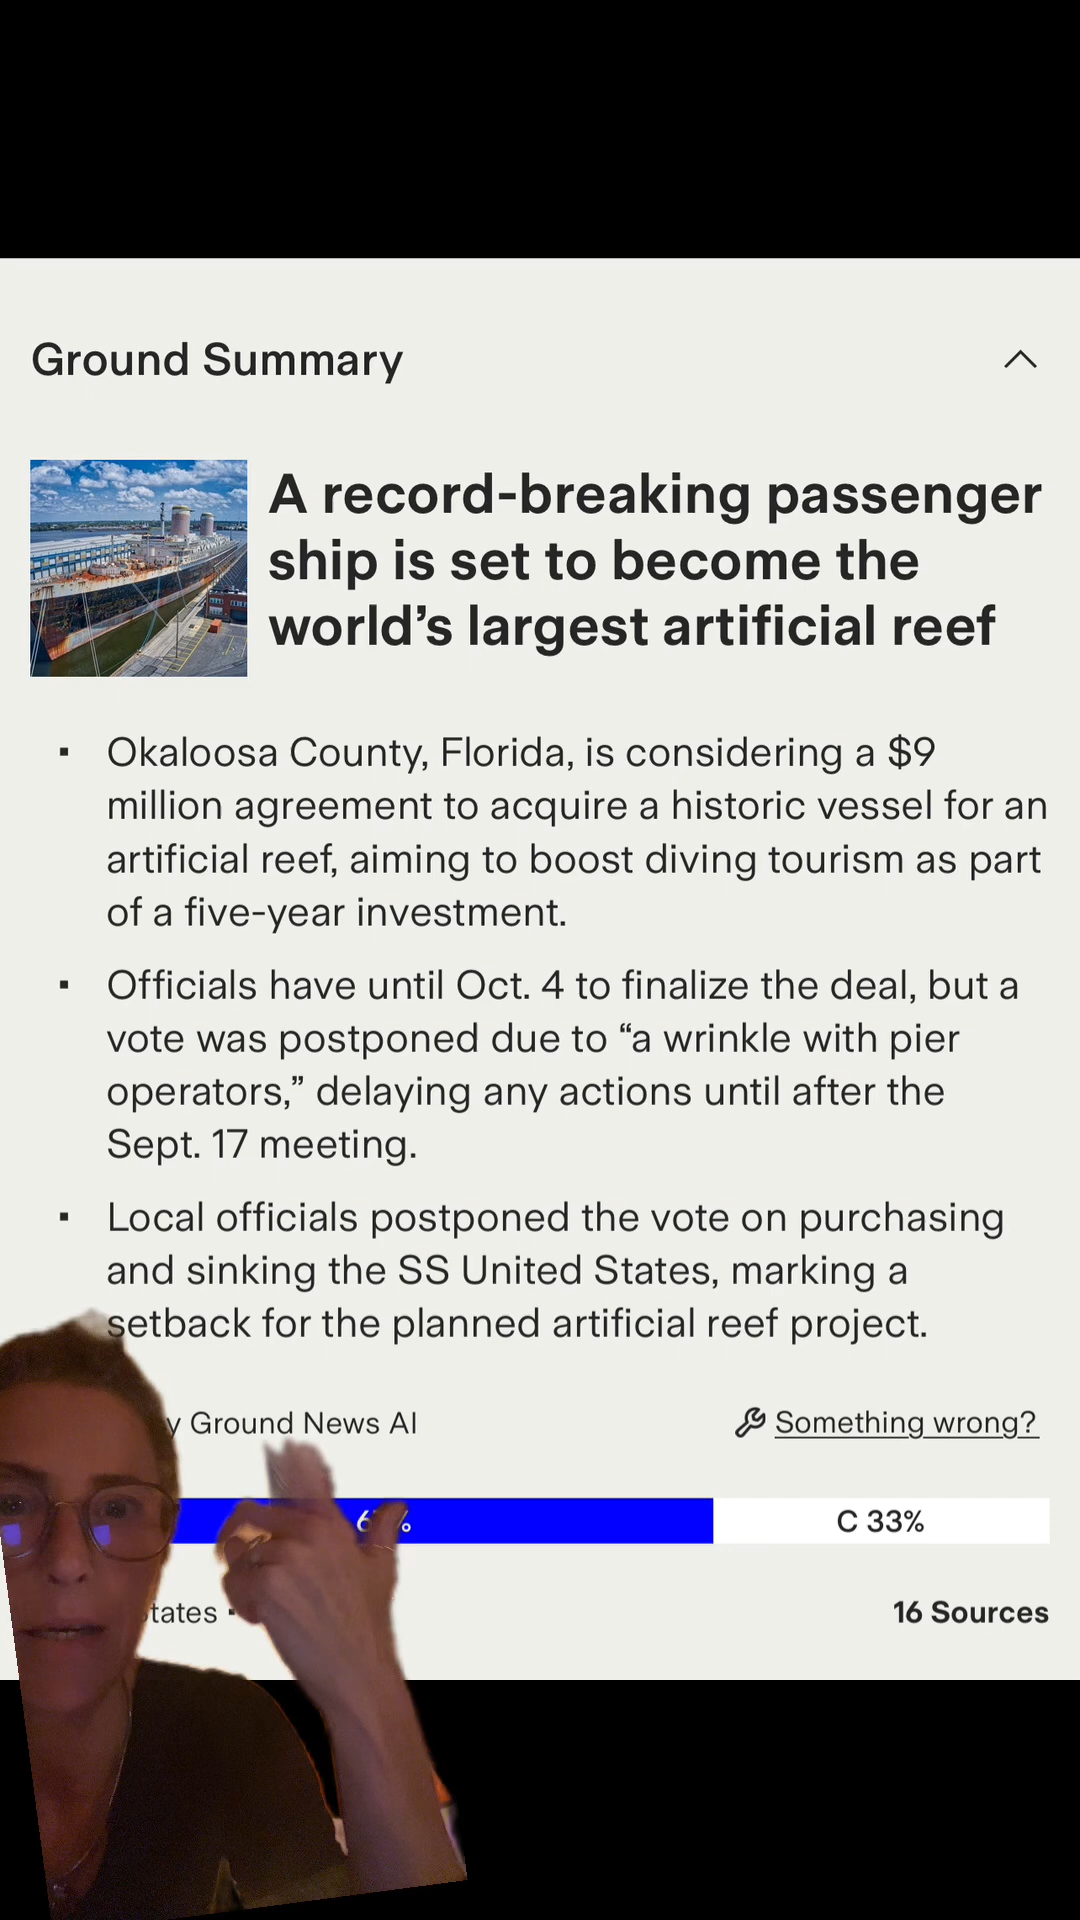 Ground Summary
A record-breaking passenger
ship is set to become the
world’s largest artificial reef
▪ Okaloosa County, Florida, is considering a $9
million agreement to acquire a historic vessel for an
artificial reef, aiming to boost diving tourism as part
of a five-year investment.
▪ Officials have until Oct. 4 to finalize the deal, but a
vote was postponed due to “a wrinkle with pier
operators,” delaying any actions until after the
Sept. 17 meeting.
▪ Local officials postponed the vote on purchasing
and sinking the SS United States, marking a
setback for the planned artificial reef project.
Ground News AI
Something wrong?
C 33%
16 Sources